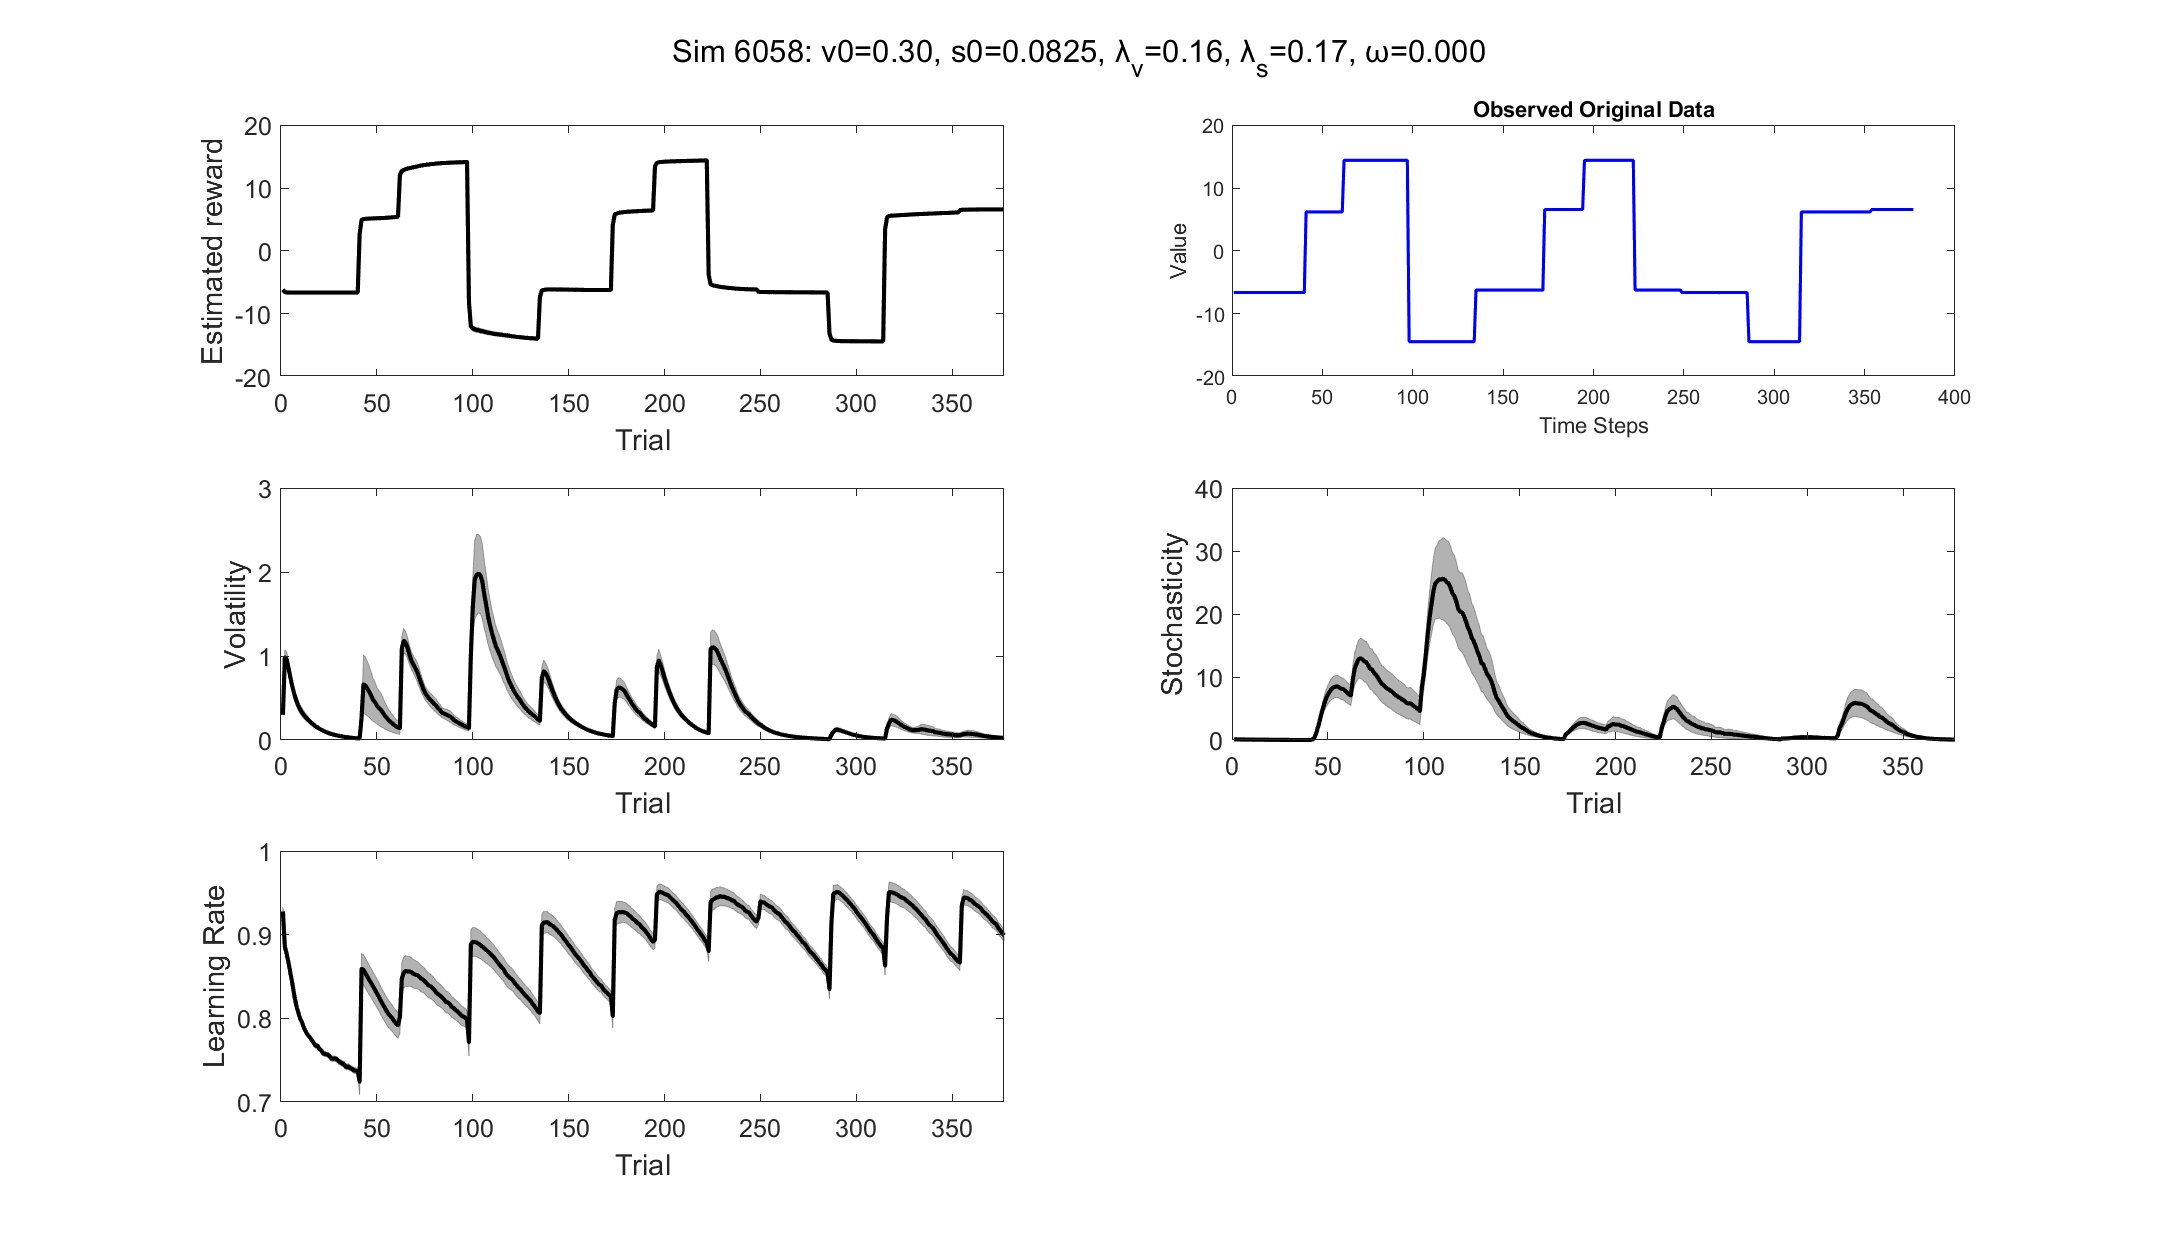 Sim 6058: v0=0.30, s0=0.0825, λv=0.16, λs=0.17, ω=0.000
20
10
0
-10
-20
Estimated reward
0 50 100 150 200 250 300 350
Trial
Observed Original Data
20
10
0
-10
-20
Value
0 50 100 150 200 250 300 350 400
Time Steps
3
2
1
0
Volatility
0 50 100 150 200 250 300 350
Trial
40
30
20
10
0
Stochasticity
0 50 100 150 200 250 300 350
Trial
1
0.9
0.8
0.7
Learning Rate
0 50 100 150 200 250 300 350
Trial